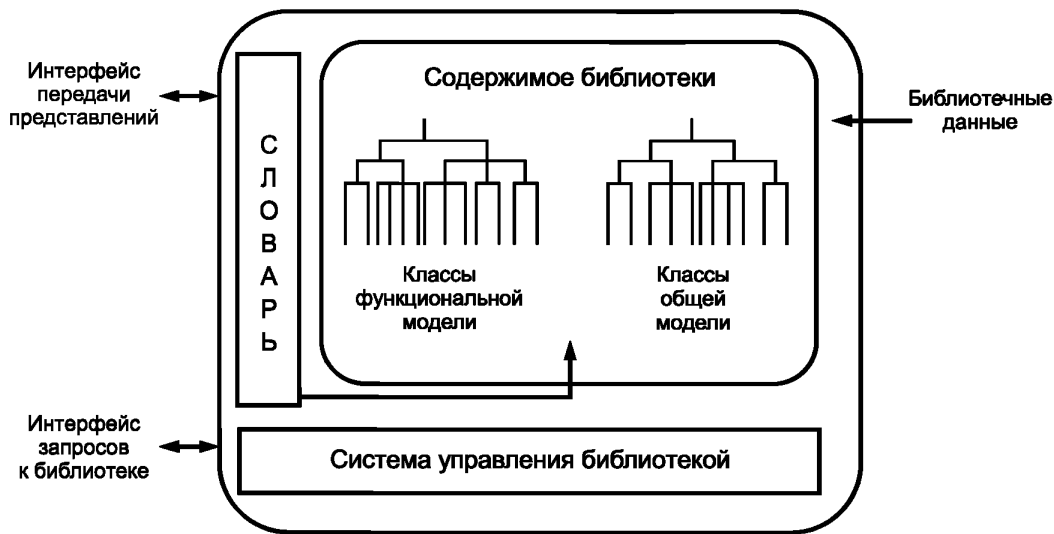 Интерфейс
передачи
представлений
СЛОВАРЬ
Содержимое библиотеки
Библиотечные
данные
Классы
функциональной
модели
Классы
общей
модели
Интерфейс
запросов
к библиотеке
Система управления библиотекой